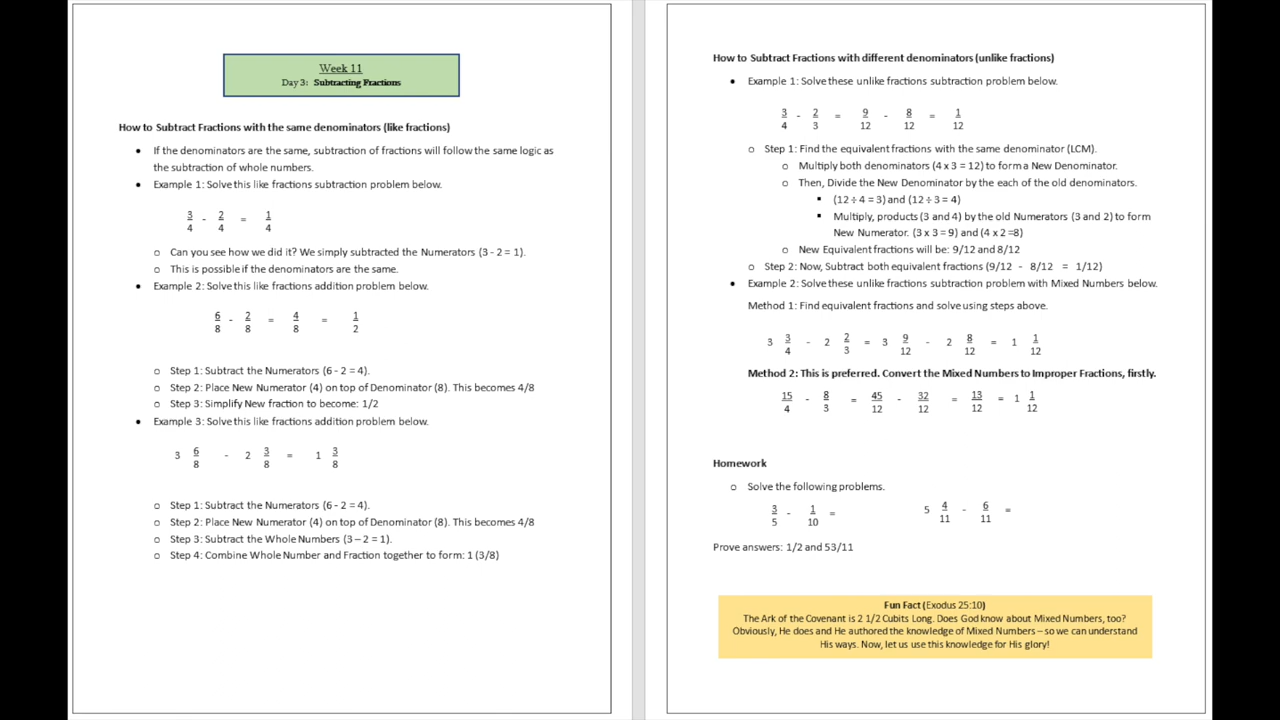 Week 11
Day 3: Subtracting Fractions
How to Subtract Fractions with the same denominators (like fractions)
• If the denominators are the same, subtraction of fractions will follow the same logic as
the subtraction of whole numbers.
• Example 1: Solve this like fractions subtraction problem below.
3/4 - 2/4 = 1/4
o Can you see how we did it? We simply subtracted the Numerators (3 - 2 = 1).
o This is possible if the denominators are the same.
• Example 2: Solve this like fractions addition problem below.
6/8 - 2/8 = 4/8 = 1/2
o Step 1: Subtract the Numerators (6 - 2 = 4).
o Step 2: Place New Numerator (4) on top of Denominator (8). This becomes 4/8
o Step 3: Simplify New fraction to become: 1/2
• Example 3: Solve this like fractions addition problem below.
3 6/8 - 2 3/8 = 1 3/8
o Step 1: Subtract the Numerators (6 - 2 = 4).
o Step 2: Place New Numerator (4) on top of Denominator (8). This becomes 4/8
o Step 3: Subtract the Whole Numbers (3 – 2 = 1).
o Step 4: Combine Whole Number and Fraction together to form: 1 (3/8)
How to Subtract Fractions with different denominators (unlike fractions)
• Example 1: Solve these unlike fractions subtraction problem below.
3/4 - 2/3 = 9/12 - 8/12 = 1/12
o Step 1: Find the equivalent fractions with the same denominator (LCM).
o Multiply both denominators (4 x 3 = 12) to form a New Denominator.
o Then, Divide the New Denominator by the each of the old denominators.
▪ (12 ÷ 4 = 3) and (12 ÷ 3 = 4)
▪ Multiply, products (3 and 4) by the old Numerators (3 and 2) to form
New Numerator. (3 x 3 = 9) and (4 x 2 =8)
o New Equivalent fractions will be: 9/12 and 8/12
o Step 2: Now, Subtract both equivalent fractions (9/12 - 8/12 = 1/12)
• Example 2: Solve these unlike fractions subtraction problem with Mixed Numbers below.
Method 1: Find equivalent fractions and solve using steps above.
3 3/4 - 2 2/3 = 3 9/12 - 2 8/12 = 1 1/12
Method 2: This is preferred. Convert the Mixed Numbers to Improper Fractions, firstly.
15/4 - 8/3 = 45/12 - 32/12 = 13/12 = 1 1/12
Homework
o Solve the following problems.
3/5 - 1/10 = 5 4/11 - 6/11 =
Prove answers: 1/2 and 53/11
Fun Fact (Exodus 25:10)
The Ark of the Covenant is 2 1/2 Cubits Long. Does God know about Mixed Numbers, too?
Obviously, He does and He authored the knowledge of Mixed Numbers – so we can understand
His ways. Now, let us use this knowledge for His glory!